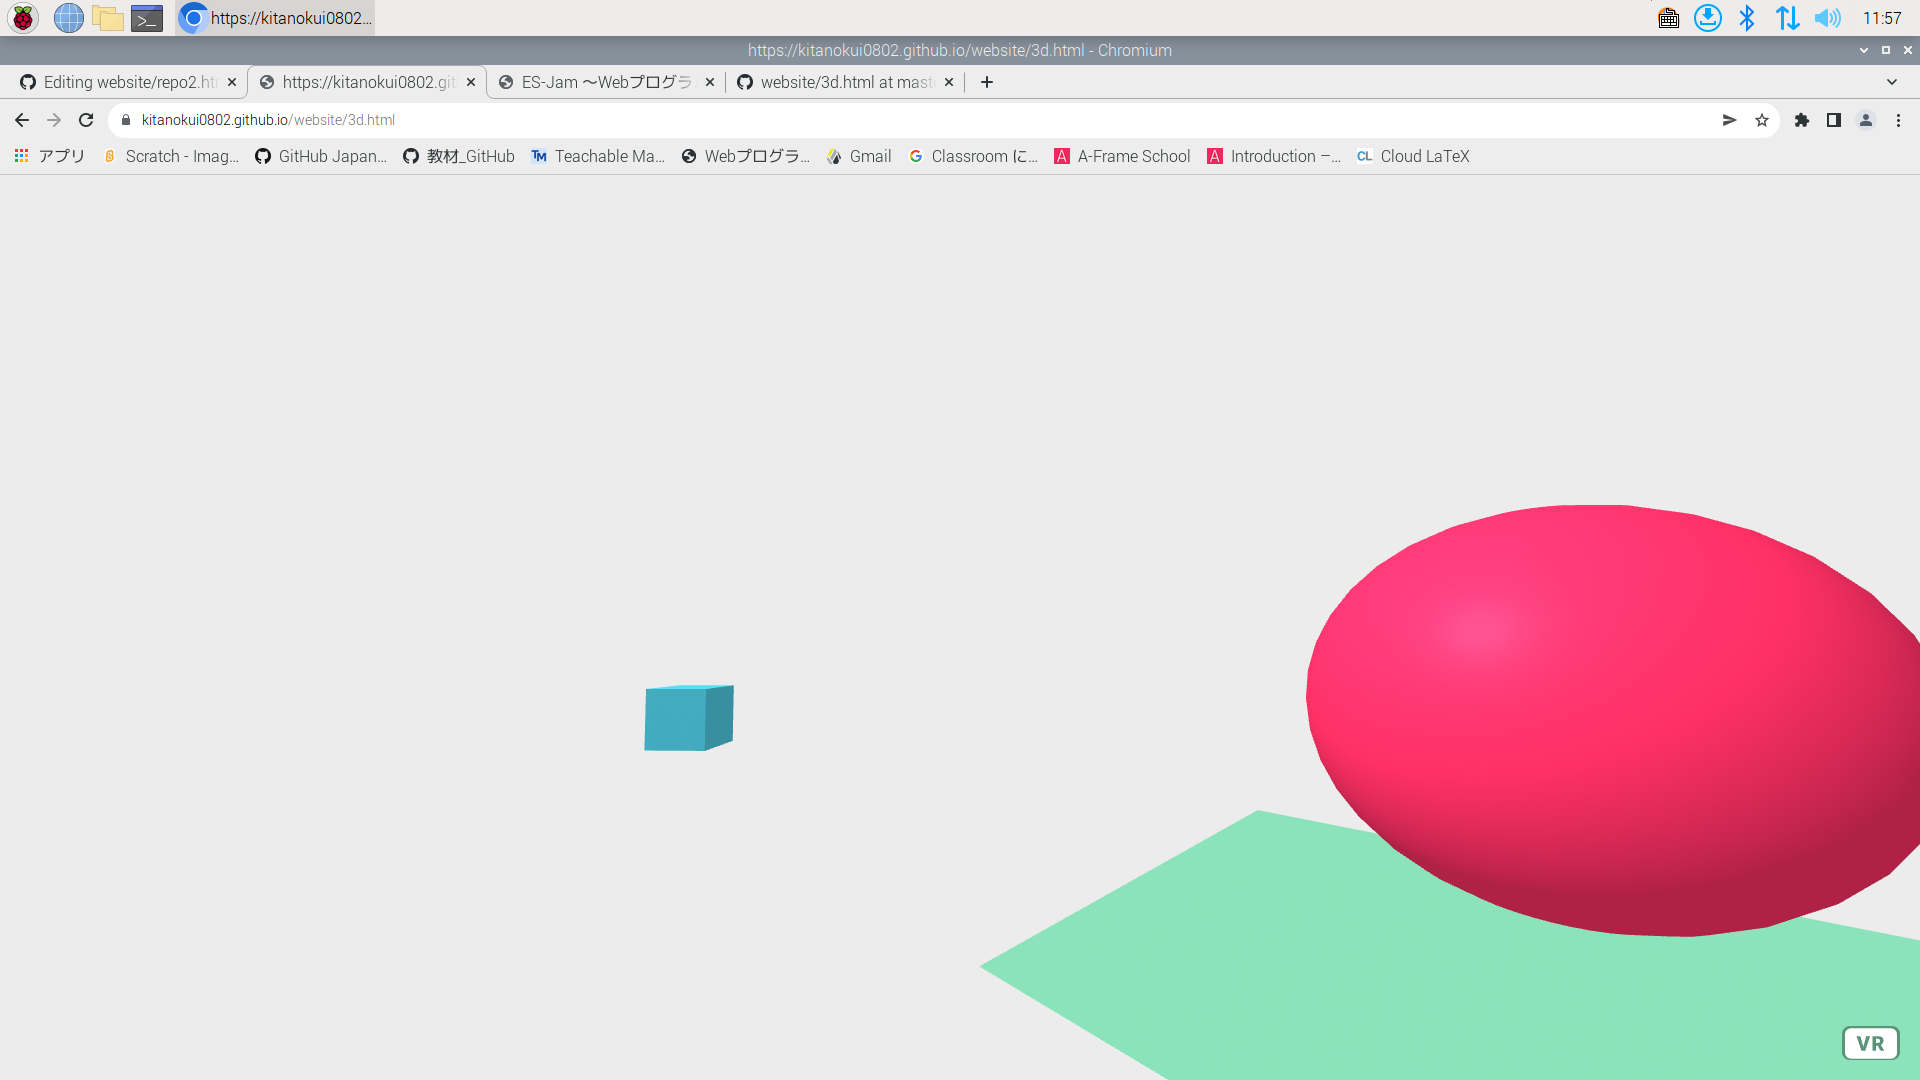 https://kitanokui0802... 11:57
https://kitanokui0802.github.io/website/3d.html - Chromium
Editing website/repo2.ht https://kitanokui0802.git ES-Jam ～Webプログラ website/3d.html at mast
kitanokui0802.github.io/website/3d.html
アプリ Scratch - Imag... GitHub Japan... 教材_GitHub TM Teachable Ma... Webプログラ... Gmail G Classroom に... A A-Frame School A Introduction –... CL Cloud LaTeX
VR